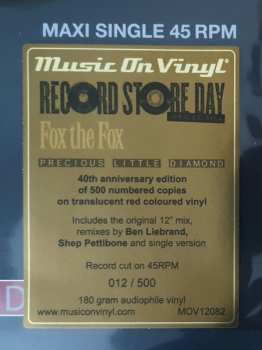 MAXI SINGLE 45 RPM
Music On Vinyl®
RECORD STORE DAY
Fox the Fox
PRECIOUS LITTLE DIAMOND
40th anniversary edition
of 500 numbered copies
on translucent red coloured vinyl
Includes the original 12" mix,
remixes by Ben Liebrand,
Shep Pettibone and single version
Record cut on 45RPM
012 / 500
180 gram audiophile vinyl
www.musiconvinyl.com MOV12082
D